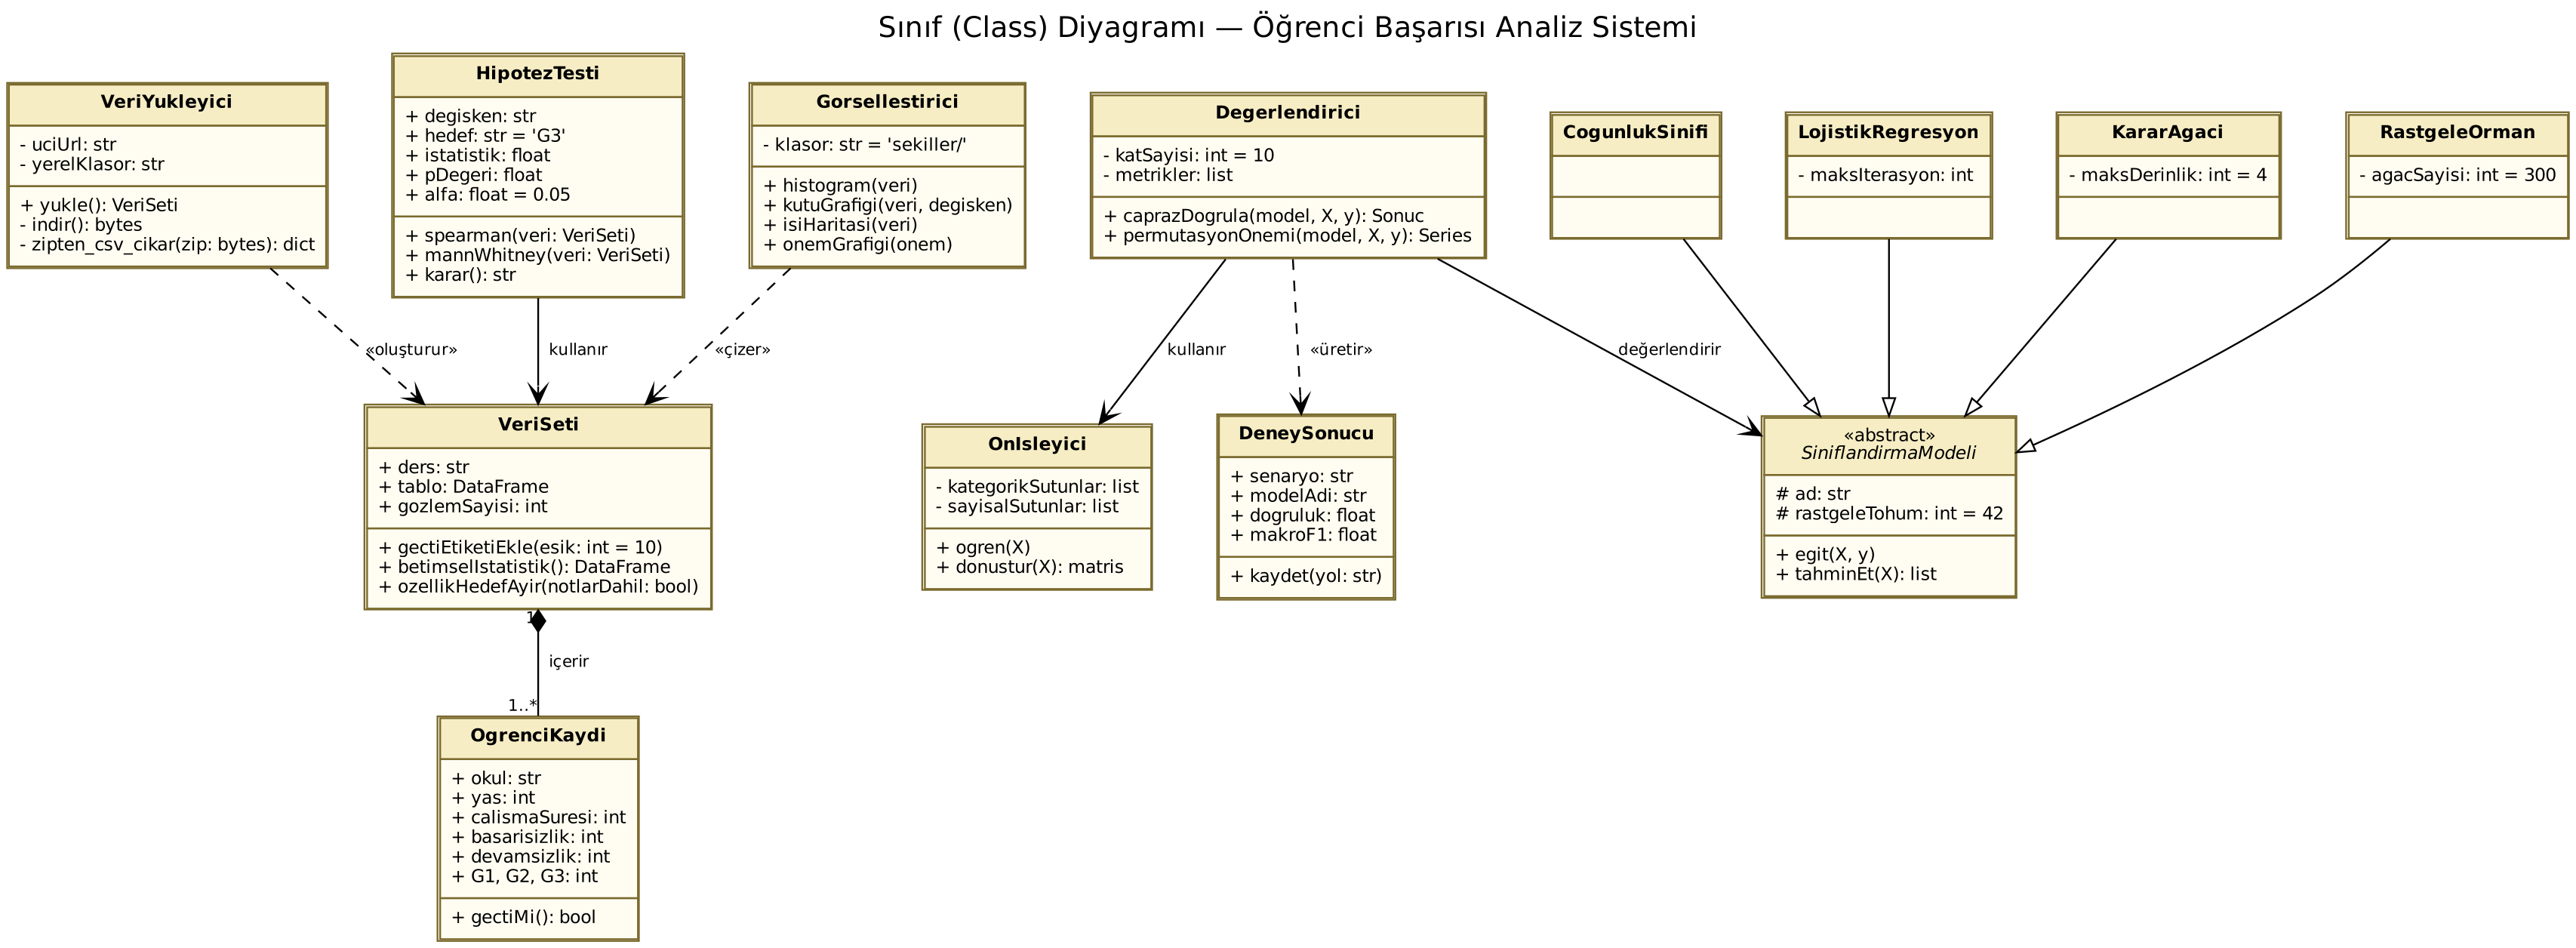 Sınıf (Class) Diyagramı — Öğrenci Başarısı Analiz Sistemi
VeriYukleyici
- uciUrl: str
- yerelKlasor: str
+ yukle(): VeriSeti
- indir(): bytes
- zipten_csv_cikar(zip: bytes): dict
HipotezTesti
+ degisken: str
+ hedef: str = 'G3'
+ istatistik: float
+ pDegeri: float
+ alfa: float = 0.05
+ spearman(veri: VeriSeti)
+ mannWhitney(veri: VeriSeti)
+ karar(): str
Gorsellestirici
- klasor: str = 'sekiller/'
+ histogram(veri)
+ kutuGrafigi(veri, degisken)
+ isiHaritasi(veri)
+ onemGrafigi(onem)
Degerlendirici
- katSayisi: int = 10
- metrikler: list
+ caprazDogrula(model, X, y): Sonuc
+ permutasyonOnemi(model, X, y): Series
CogunlukSinifi
LojistikRegresyon
- maksIterasyon: int
KararAgaci
- maksDerinlik: int = 4
RastgeleOrman
- agacSayisi: int = 300
«oluşturur»
kullanır
«çizer»
kullanır
«üretir»
değerlendirir
VeriSeti
+ ders: str
+ tablo: DataFrame
+ gozlemSayisi: int
+ gectiEtiketiEkle(esik: int = 10)
+ betimselIstatistik(): DataFrame
+ ozellikHedefAyir(notlarDahil: bool)
OnIsleyici
- kategorikSutunlar: list
- sayisalSutunlar: list
+ ogren(X)
+ donustur(X): matris
DeneySonucu
+ senaryo: str
+ modelAdi: str
+ dogruluk: float
+ makroF1: float
+ kaydet(yol: str)
«abstract»
SiniflandirmaModeli
# ad: str
# rastgeleTohum: int = 42
+ egit(X, y)
+ tahminEt(X): list
1
içerir
1..*
OgrenciKaydi
+ okul: str
+ yas: int
+ calismaSuresi: int
+ basarisizlik: int
+ devamsizlik: int
+ G1, G2, G3: int
+ gectiMi(): bool